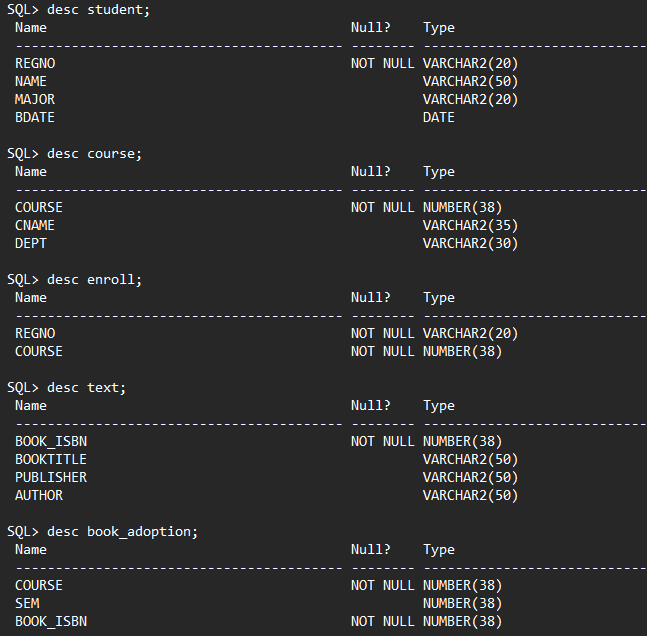 SQL> desc student;
Name Null? Type
----------------------------------------- -------- ----------------------------
REGNO NOT NULL VARCHAR2(20)
NAME VARCHAR2(50)
MAJOR VARCHAR2(20)
BDATE DATE
SQL> desc course;
Name Null? Type
----------------------------------------- -------- ----------------------------
COURSE NOT NULL NUMBER(38)
CNAME VARCHAR2(35)
DEPT VARCHAR2(30)
SQL> desc enroll;
Name Null? Type
----------------------------------------- -------- ----------------------------
REGNO NOT NULL VARCHAR2(20)
COURSE NOT NULL NUMBER(38)
SQL> desc text;
Name Null? Type
----------------------------------------- -------- ----------------------------
BOOK_ISBN NOT NULL NUMBER(38)
BOOKTITLE VARCHAR2(50)
PUBLISHER VARCHAR2(50)
AUTHOR VARCHAR2(50)
SQL> desc book_adoption;
Name Null? Type
----------------------------------------- -------- ----------------------------
COURSE NOT NULL NUMBER(38)
SEM NUMBER(38)
BOOK_ISBN NOT NULL NUMBER(38)